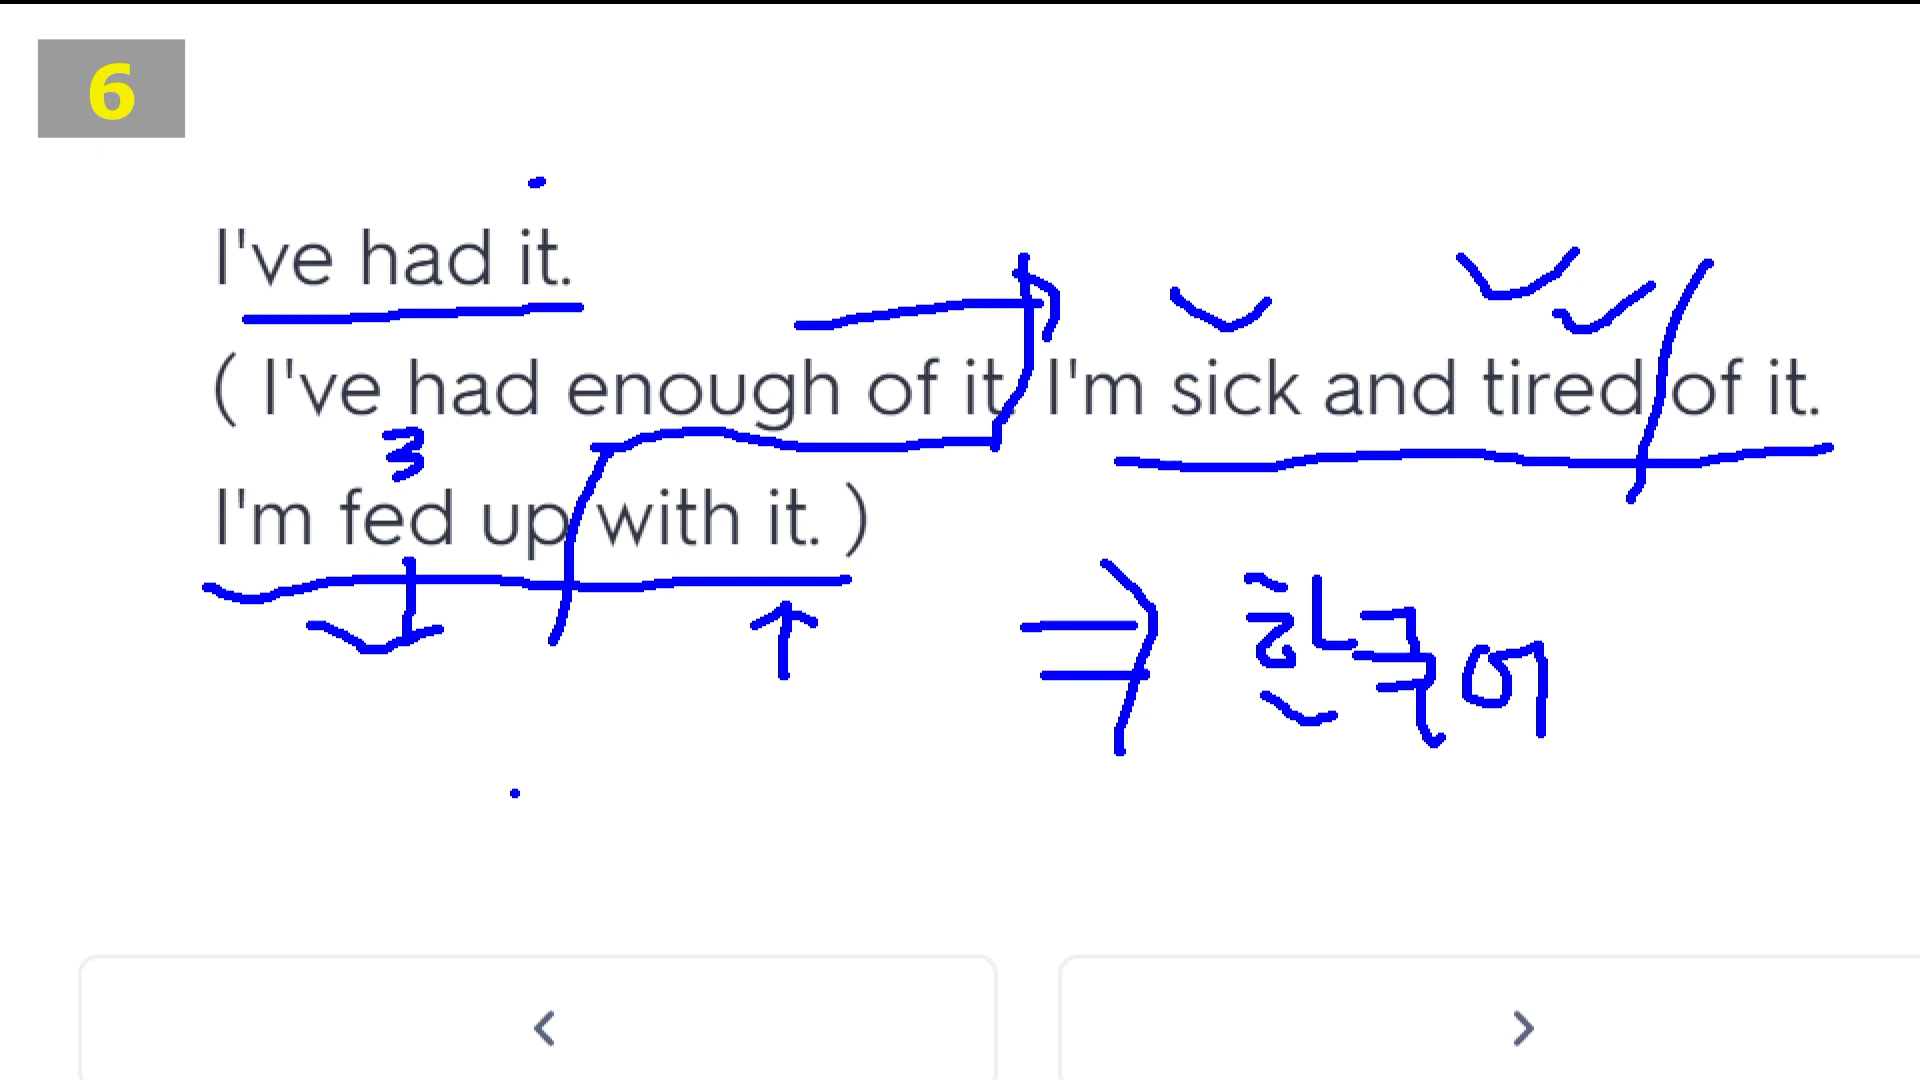 6
I've had it.
( I've had enough of it, I'm sick and tired of it.
3
I'm fed up with it. )
한국어